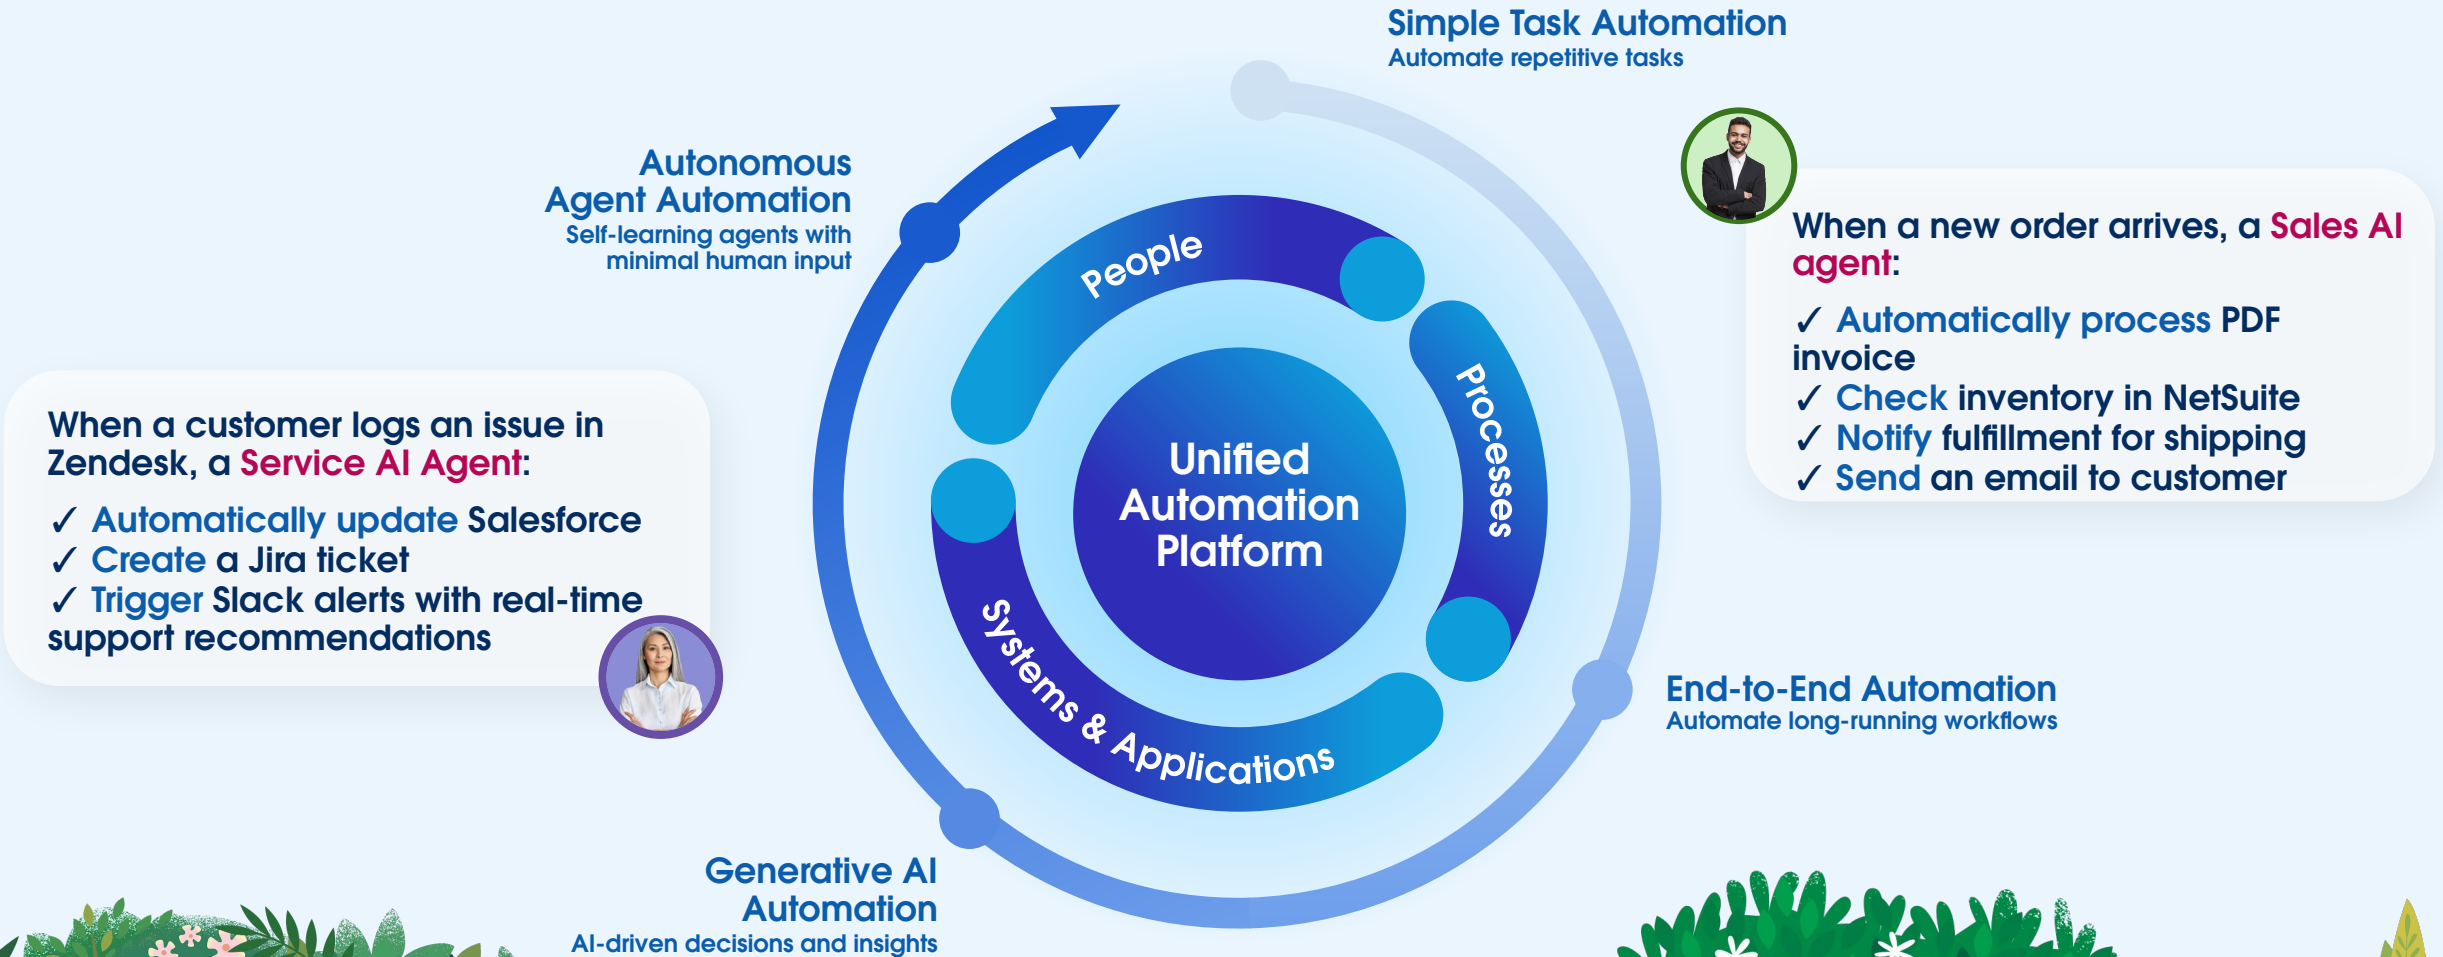 Simple Task Automation
Automate repetitive tasks
Autonomous
Agent Automation
Self-learning agents with
minimal human input
When a new order arrives, a Sales AI
agent:
✓ Automatically process PDF
invoice
✓ Check inventory in NetSuite
✓ Notify fulfillment for shipping
✓ Send an email to customer
When a customer logs an issue in
Zendesk, a Service AI Agent:
✓ Automatically update Salesforce
✓ Create a Jira ticket
✓ Trigger Slack alerts with real-time
support recommendations
People
Processes
Systems & Applications
Unified
Automation
Platform
End-to-End Automation
Automate long-running workflows
Generative AI
Automation
AI-driven decisions and insights